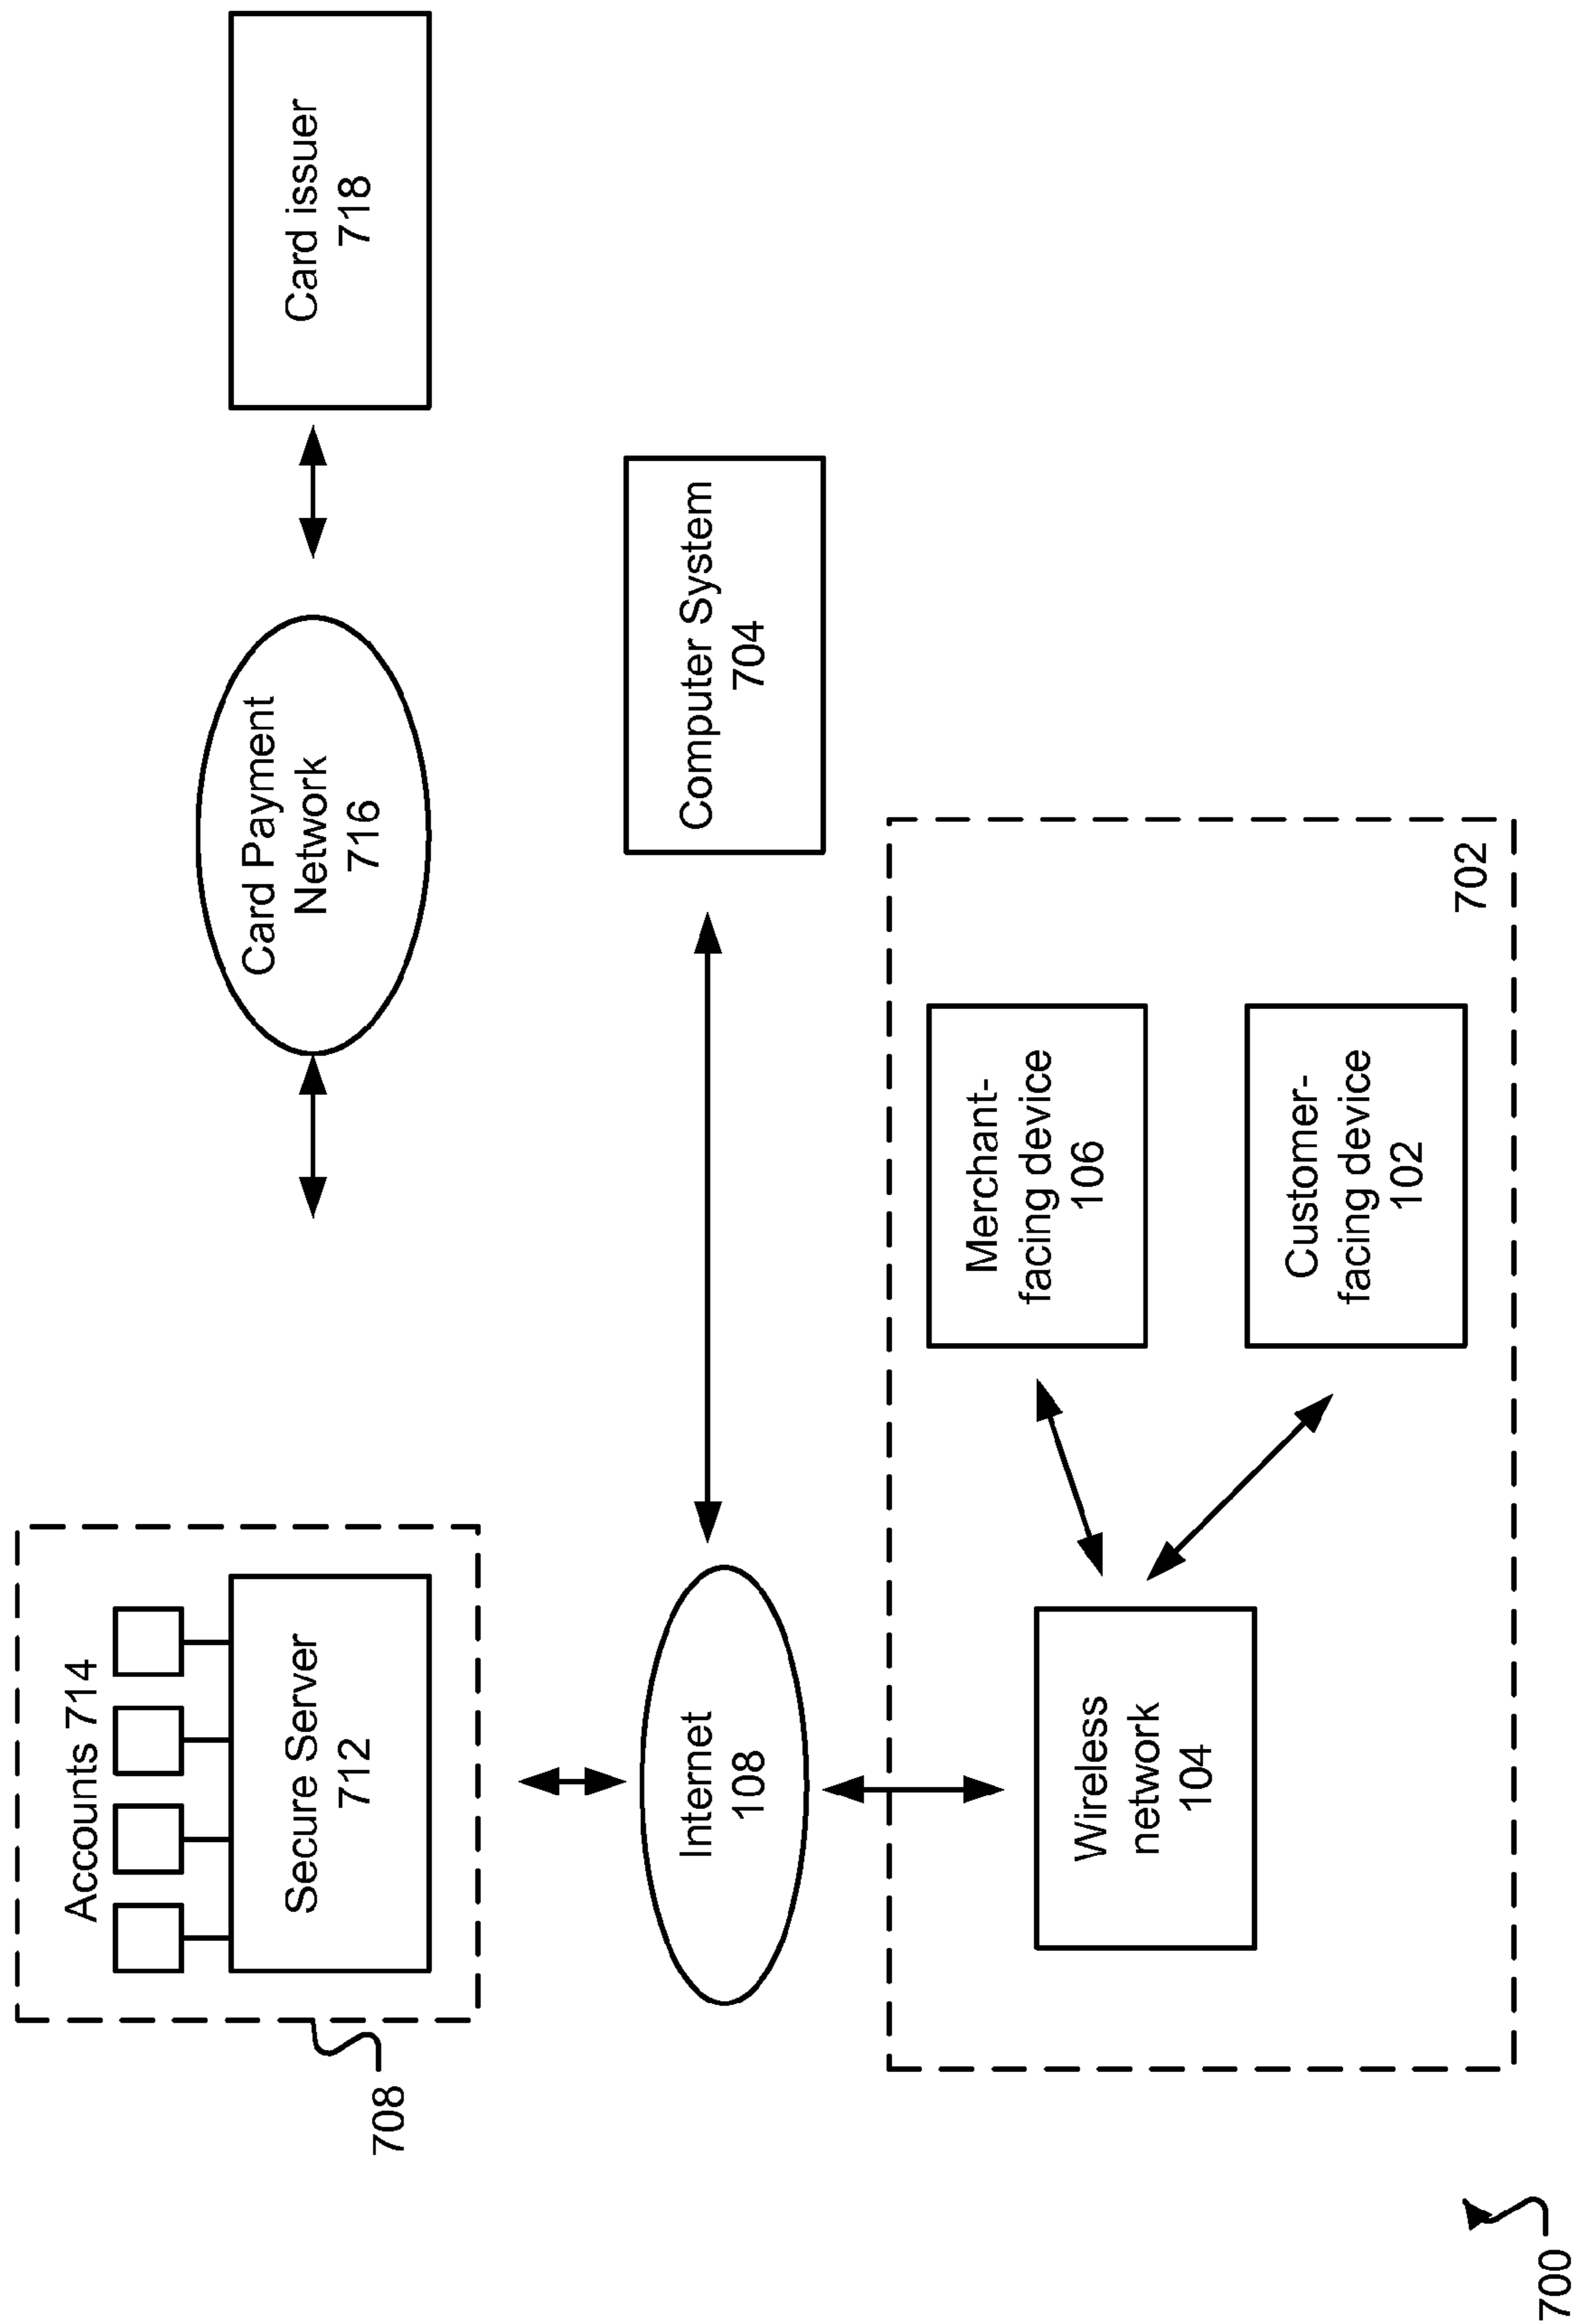 Accounts 714
Secure Server
712
708
Card Payment
Network
716
Card issuer
718
Internet
108
Computer System
704
Wireless
network
104
Merchant-
facing device
106
Customer-
facing device
102
702
700